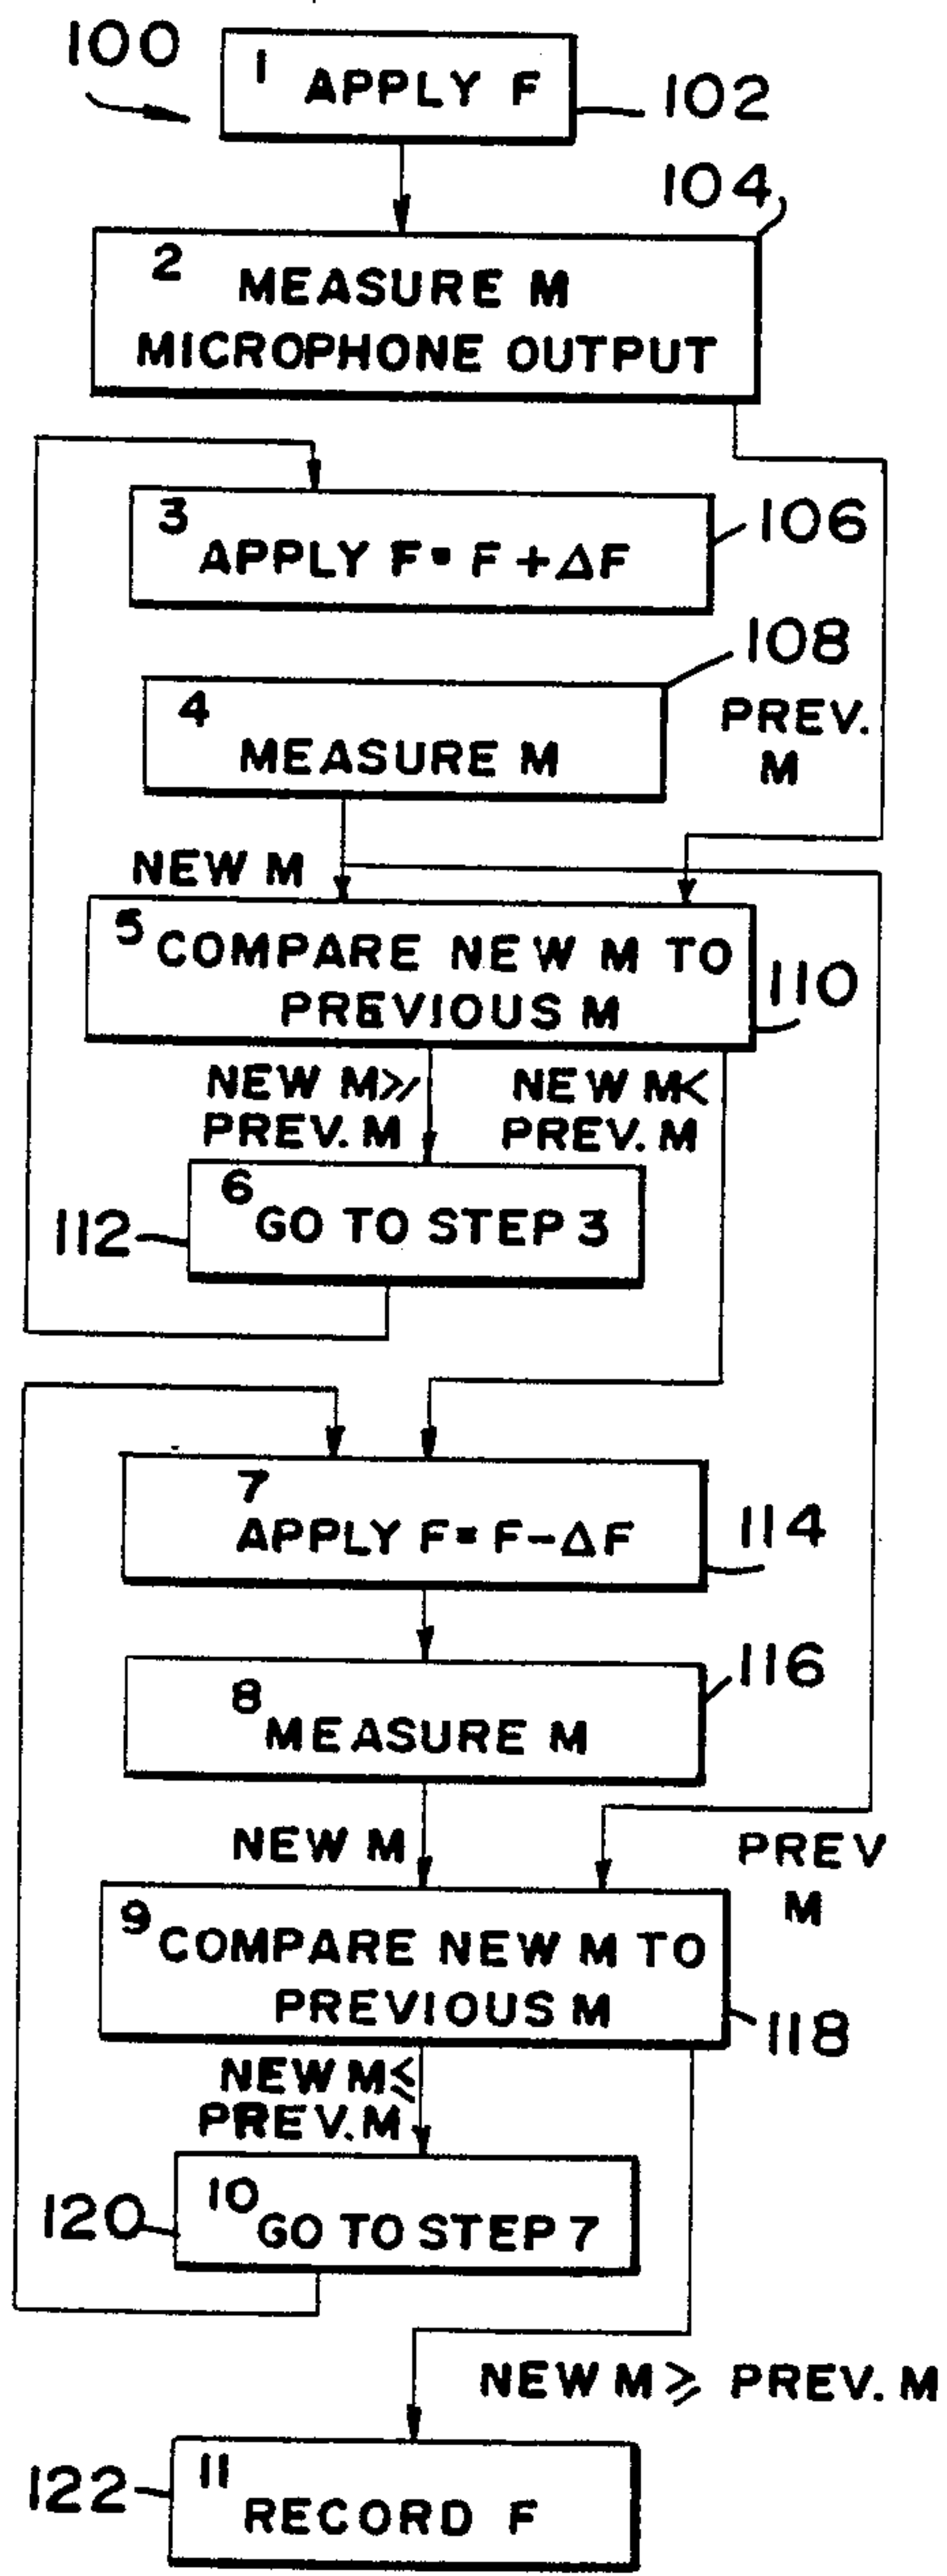 100
1 APPLY F
102
104
2 MEASURE M
MICROPHONE OUTPUT
3
APPLY F = F + ΔF
106
108
4
MEASURE M
PREV.
M
NEW M
5 COMPARE NEW M TO
PREVIOUS M
110
NEW M ⩾
PREV. M
NEW M <
PREV. M
6 GO TO STEP 3
112
7
APPLY F = F - ΔF
114
116
8 MEASURE M
NEW M
PREV
M
9 COMPARE NEW M TO
PREVIOUS M
118
NEW M ⩽
PREV. M
10 GO TO STEP 7
120
NEW M ⩾ PREV. M
11
RECORD F
122